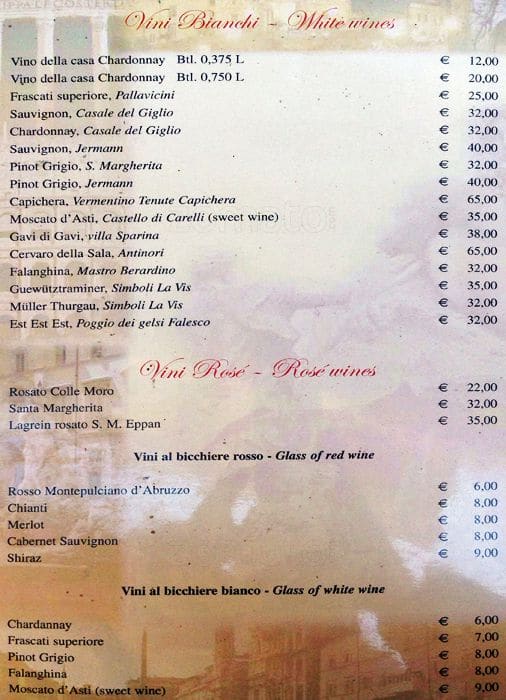 Vini Bianchi - White wines
Vino della casa Chardonnay Btl. 0,375 L € 12,00
Vino della casa Chardonnay Btl. 0,750 L € 20,00
Frascati superiore, Pallavicini € 25,00
Sauvignon, Casale del Giglio € 32,00
Chardonnay, Casale del Giglio € 32,00
Sauvignon, Jermann € 40,00
Pinot Grigio, S. Margherita € 32,00
Pinot Grigio, Jermann € 40,00
Capichera, Vermentino Tenute Capichera € 65,00
Moscato d'Asti, Castello di Carelli (sweet wine) € 35,00
Gavi di Gavi, villa Sparina € 38,00
Cervaro della Sala, Antinori € 65,00
Falanghina, Mastro Berardino € 32,00
Guewütztraminer, Simboli La Vis € 35,00
Müller Thurgau, Simboli La Vis € 32,00
Est Est Est, Poggio dei gelsi Falesco € 32,00
Vini Rosé - Rosé wines
Rosato Colle Moro € 22,00
Santa Margherita € 32,00
Lagrein rosato S. M. Eppan € 35,00
Vini al bicchiere rosso - Glass of red wine
Rosso Montepulciano d'Abruzzo € 6,00
Chianti € 8,00
Merlot € 8,00
Cabernet Sauvignon € 8,00
Shiraz € 9,00
Vini al bicchiere bianco - Glass of white wine
Chardannay € 6,00
Frascati superiore € 7,00
Pinot Grigio € 8,00
Falanghina € 8,00
Moscato d'Asti (sweet wine) € 9,00